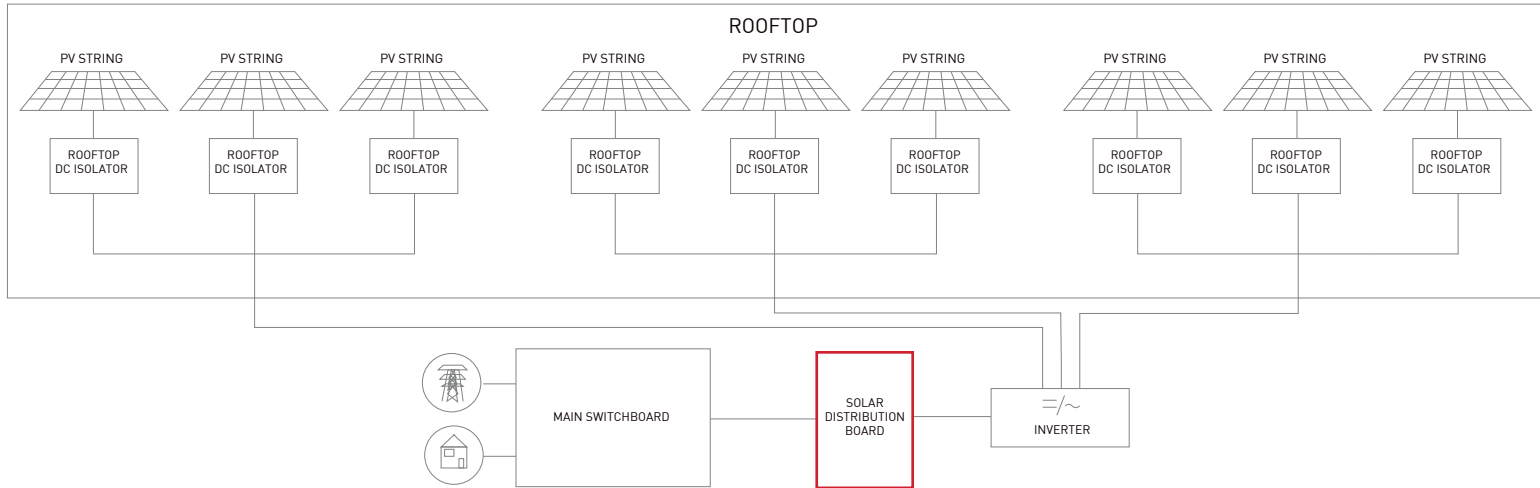 ROOFTOP
PV STRING
PV STRING
PV STRING
PV STRING
PV STRING
PV STRING
PV STRING
PV STRING
PV STRING
ROOFTOP
DC ISOLATOR
ROOFTOP
DC ISOLATOR
ROOFTOP
DC ISOLATOR
ROOFTOP
DC ISOLATOR
ROOFTOP
DC ISOLATOR
ROOFTOP
DC ISOLATOR
ROOFTOP
DC ISOLATOR
ROOFTOP
DC ISOLATOR
ROOFTOP
DC ISOLATOR
MAIN SWITCHBOARD
SOLAR
DISTRIBUTION
BOARD
INVERTER